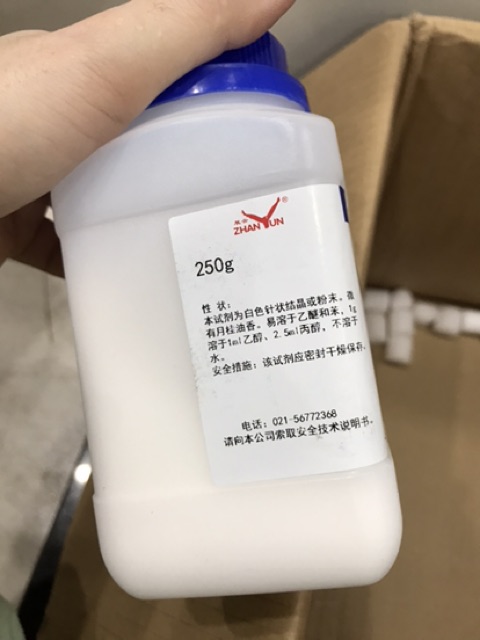 展云
ZHANYUN®
250g
性 状:
本试剂为白色针状结晶或粉末。微
有月桂油香。易溶于乙醚和苯,1g
溶于1ml乙醇、2.5ml丙醇,不溶于
水。
安全措施:该试剂应密封干燥保存。
电话:021-56772368
请向本公司索取安全技术说明书。